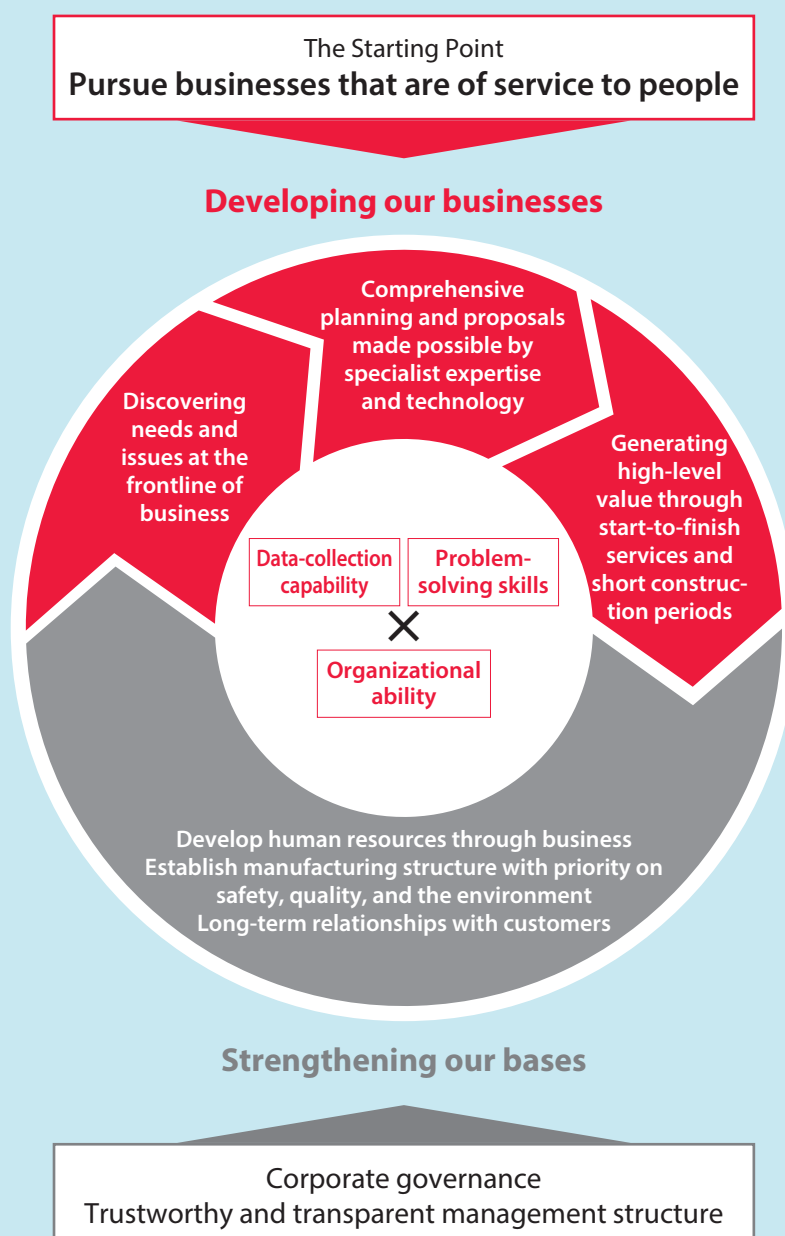 The Starting Point
Pursue businesses that are of service to people
Developing our businesses
Discovering
needs and
issues at the
frontline of
business
Comprehensive
planning and proposals
made possible by
specialist expertise
and technology
Generating
high-level
value through
start-to-finish
services and
short construc-
tion periods
Data-collection
capability
Problem-
solving skills
×
Organizational
ability
Develop human resources through business
Establish manufacturing structure with priority on
safety, quality, and the environment
Long-term relationships with customers
Strengthening our bases
Corporate governance
Trustworthy and transparent management structure